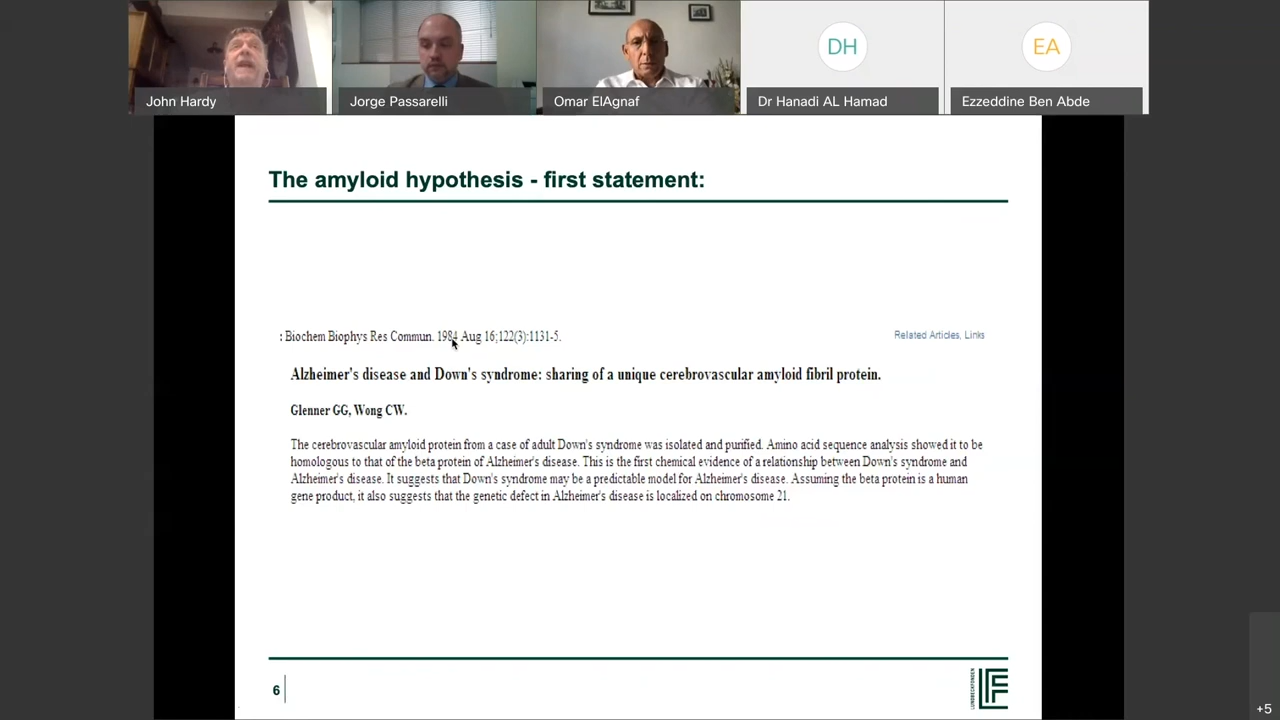 DH
EA
John Hardy
Jorge Passarelli
Omar ElAgnaf
Dr Hanadi AL Hamad
Ezzeddine Ben Abde
The amyloid hypothesis - first statement:
: Biochem Biophys Res Commun. 1984 Aug 16;122(3):1131-5.
Related Articles, Links
Alzheimer's disease and Down's syndrome: sharing of a unique cerebrovascular amyloid fibril protein.
Glenner GG, Wong CW.
The cerebrovascular amyloid protein from a case of adult Down's syndrome was isolated and purified. Amino acid sequence analysis showed it to be
homologous to that of the beta protein of Alzheimer's disease. This is the first chemical evidence of a relationship between Down's syndrome and
Alzheimer's disease. It suggests that Down's syndrome may be a predictable model for Alzheimer's disease. Assuming the beta protein is a human
gene product, it also suggests that the genetic defect in Alzheimer's disease is localized on chromosome 21.
6
LUNDBECKFONDEN
+5